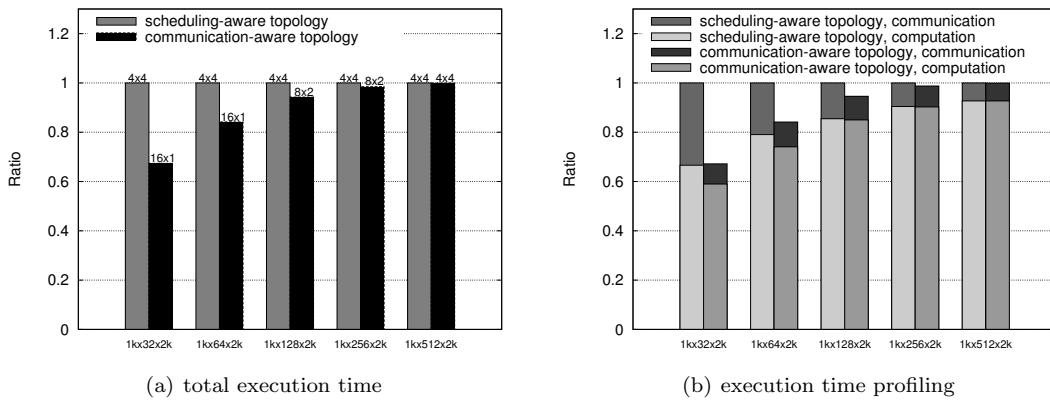 scheduling-aware topology
communication-aware topology
1.2
1
0.8
0.6
0.4
0.2
0
Ratio
4x4
16x1
4x4
16x1
4x4
8x2
4x4
8x2
4x4
4x4
1kx32x2k
1kx64x2k
1kx128x2k
1kx256x2k
1kx512x2k
(a) total execution time
scheduling-aware topology, communication
scheduling-aware topology, computation
communication-aware topology, communication
communication-aware topology, computation
1.2
1
0.8
0.6
0.4
0.2
0
Ratio
1kx32x2k
1kx64x2k
1kx128x2k
1kx256x2k
1kx512x2k
(b) execution time profiling